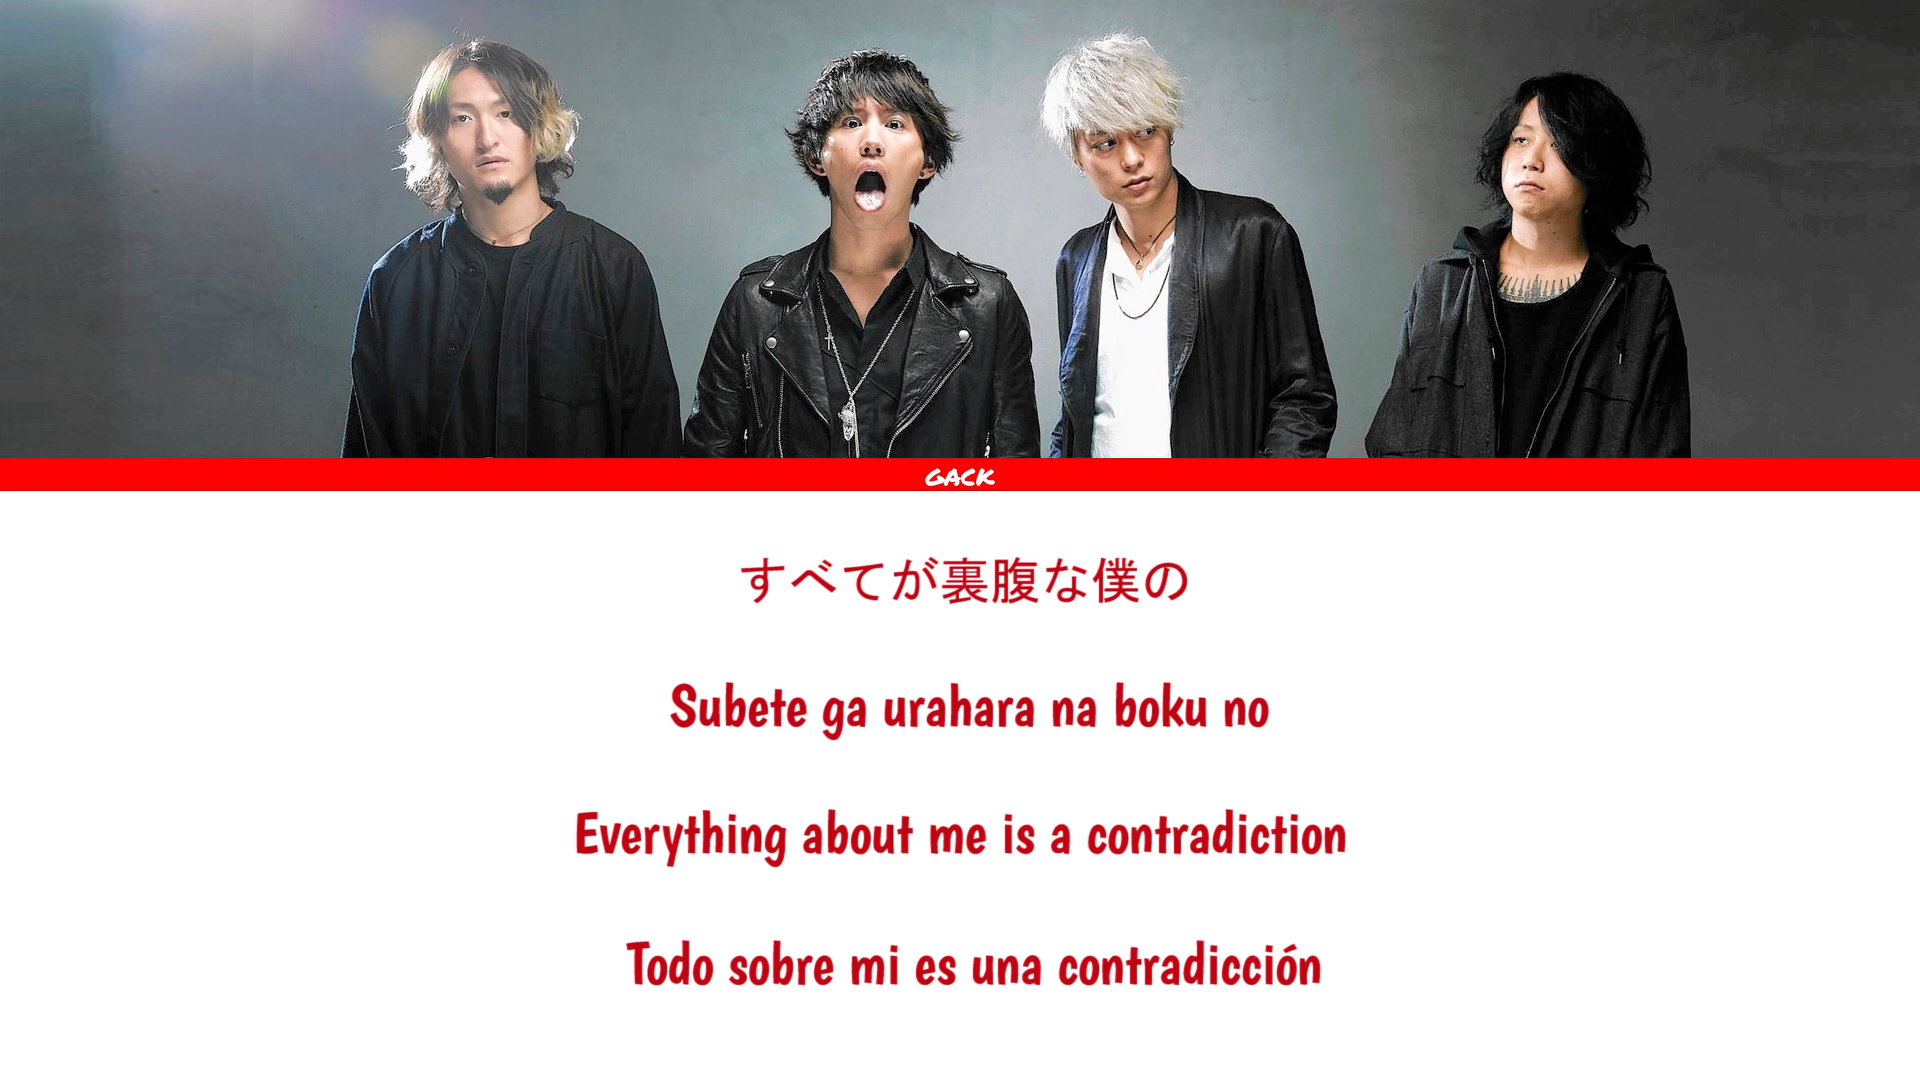 GACK
すべてが裏腹な僕の
Subete ga urahara na boku no
Everything about me is a contradiction
Todo sobre mi es una contradicción